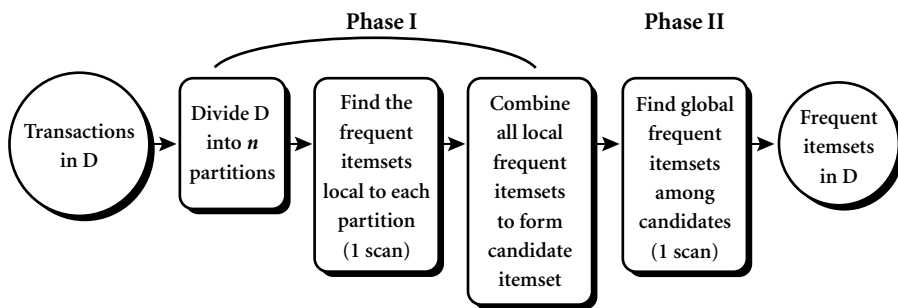 Phase I
Phase II
Transactions
in D
Divide D
into n
partitions
Find the
frequent
itemsets
local to each
partition
(1 scan)
Combine
all local
frequent
itemsets
to form
candidate
itemset
Find global
frequent
itemsets
among
candidates
(1 scan)
Frequent
itemsets
in D